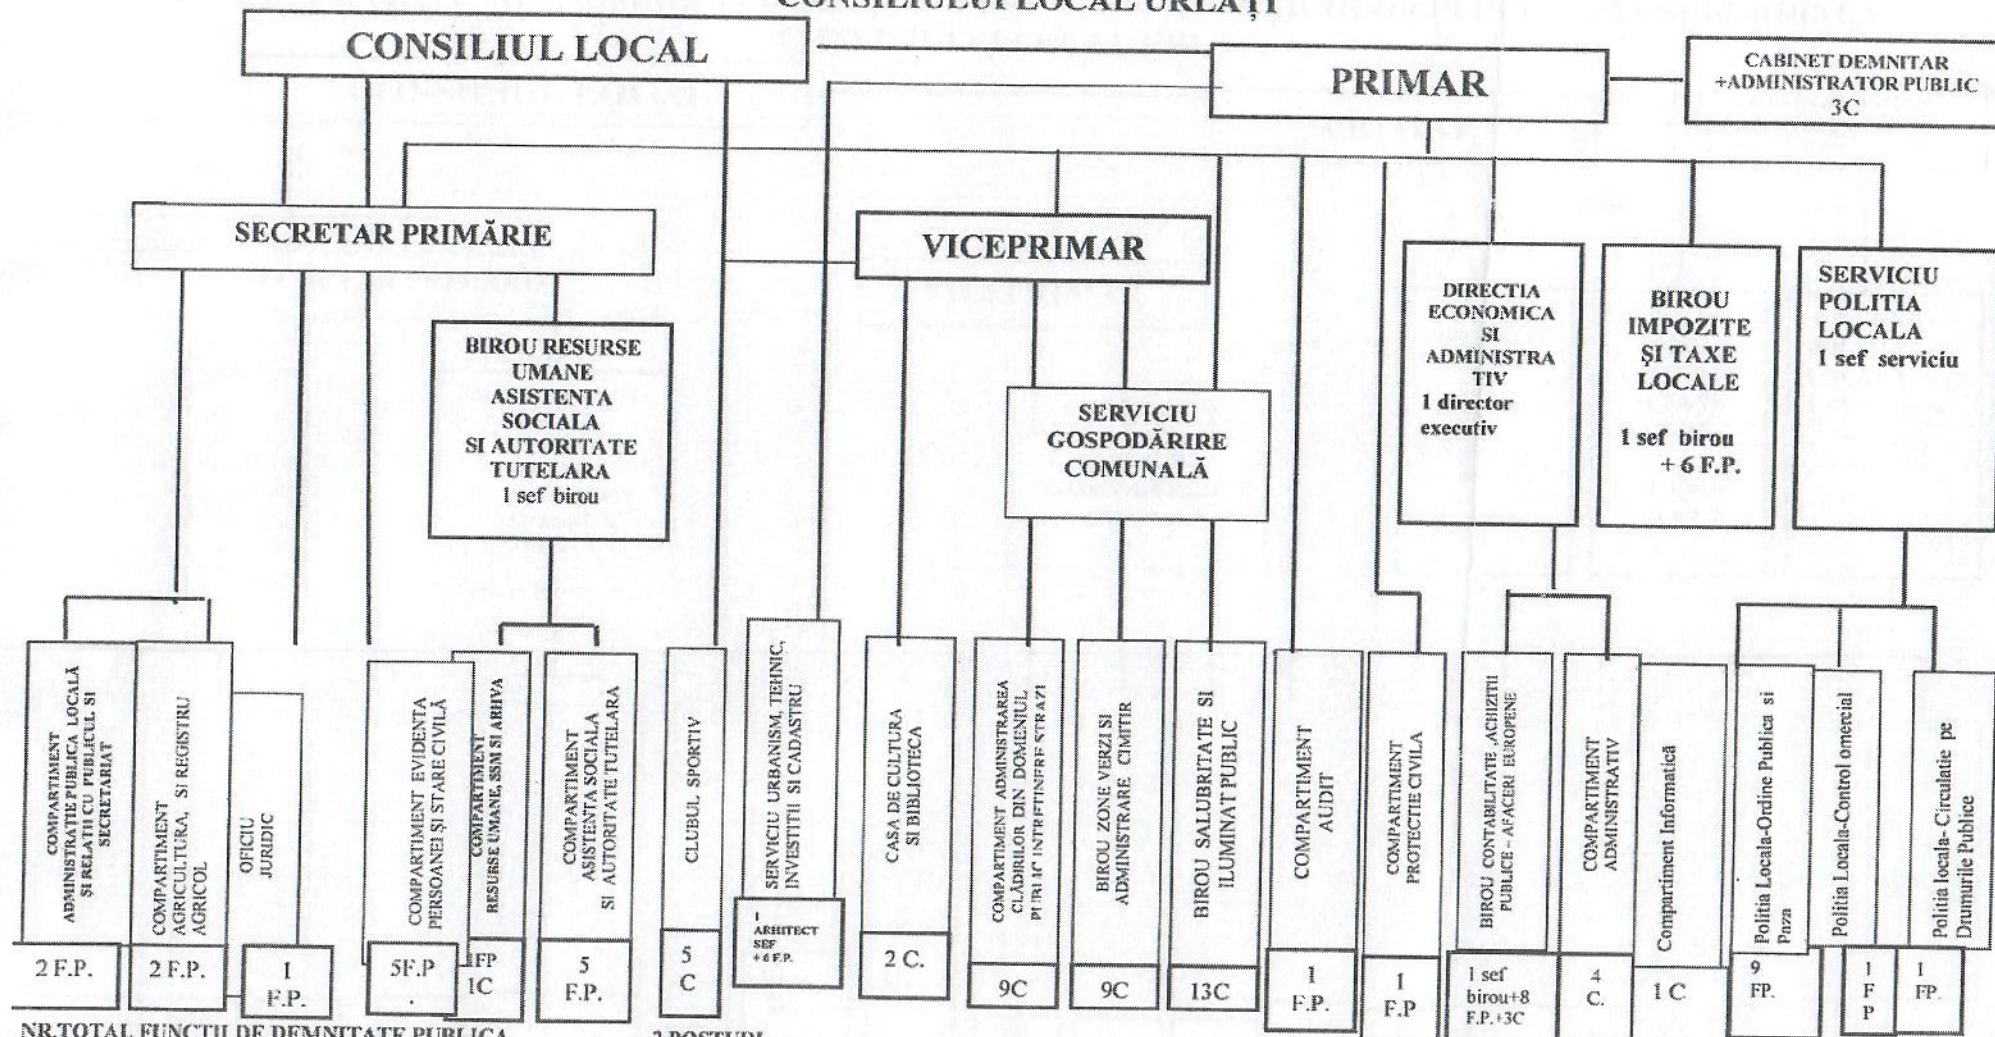 CONSILIULUI LOCAL URLAȚI
CONSILIUL LOCAL
PRIMAR
CABINET DEMNITAR
+ADMINISTRATOR PUBLIC
3C
SECRETAR PRIMĂRIE
VICEPRIMAR
BIROU RESURSE
UMANE
ASISTENTA
SOCIALA
SI AUTORITATE
TUTELARA
1 sef birou
SERVICIU
GOSPODĂRIRE
COMUNALĂ
DIRECTIA
ECONOMICA
SI
ADMINISTRA
TIV
1 director
executiv
BIROU
IMPOZITE
ȘI TAXE
LOCALE
1 sef birou
+ 6 F.P.
SERVICIU
POLITIA
LOCALA
1 sef serviciu
COMPARTIMENT
ADMINISTRATIE PUBLICA LOCALĂ
SI RELATII CU PUBLICUL SI
SECRETARIAT
2 F.P.
COMPARTIMENT
AGRICULTURA, SI REGISTRU
AGRICOL
2 F.P.
OFICIU
JURIDIC
1
F.P.
COMPARTIMENT EVIDENTA
PERSOANEI ȘI STARE CIVILĂ
5F.P
.
COMPARTIMENT
RESURSE UMANE, SSM SI ARHIVA
1FP
1C
COMPARTIMENT
ASISTENTA SOCIALA
SI AUTORITATE TUTELARA
5
F.P.
CLUBUL SPORTIV
5
C
SERVICIU URBANISM, TEHNIC,
INVESTITII SI CADASTRU
ARHITECT
SEF
+ 6 F.P.
CASA DE CULTURA
SI BIBLIOTECA
2 C.
COMPARTIMENT ADMINISTRAREA
CLĂDIRILOR DIN DOMENIUL
PUBLIC INTRETINERE STRAZI
9C
BIROU ZONE VERZI SI
ADMINISTRARE CIMITIR
9C
BIROU SALUBRITATE SI
ILUMINAT PUBLIC
13C
COMPARTIMENT
AUDIT
1
F.P.
COMPARTIMENT
PROTECTIE CIVILA
1
F.P
BIROU CONTABILITATE ,ACHIZITII
PUBLICE – AFACERI EUROPENE
1 sef
birou+8
F.P.+3C
COMPARTIMENT
ADMINISTRATIV
4
C.
Compartiment Informatică
1 C
Politia Locala-Ordine Publica si
Paza
9
FP.
Politia Locala-Control omercial
1
F
P
Politia locala- Circulatie pe
Drumurile Publice
1
FP.
NR.TOTAL FUNCTII DE DEMNITATE PUBLICA
2 POSTURI